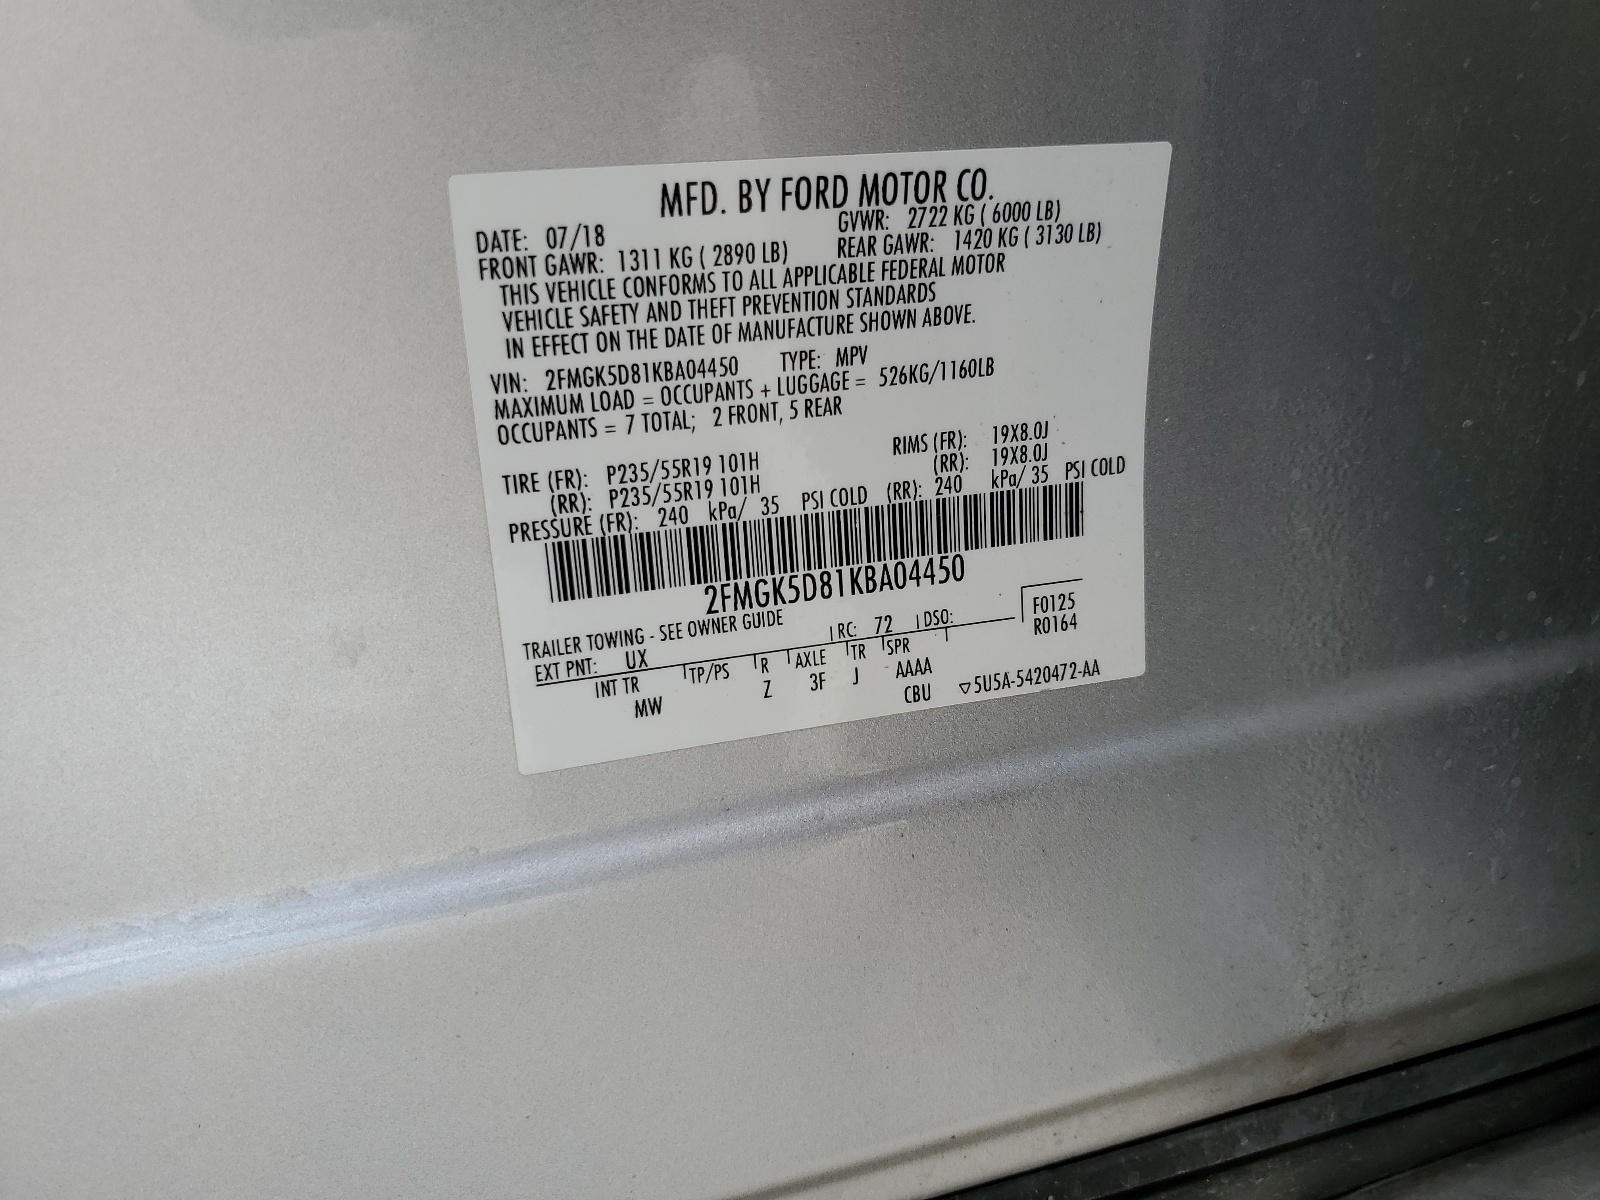 MFD. BY FORD MOTOR CO.
DATE: 07/18 GVWR: 2722 KG ( 6000 LB)
FRONT GAWR: 1311 KG ( 2890 LB) REAR GAWR: 1420 KG ( 3130 LB)
THIS VEHICLE CONFORMS TO ALL APPLICABLE FEDERAL MOTOR
VEHICLE SAFETY AND THEFT PREVENTION STANDARDS
IN EFFECT ON THE DATE OF MANUFACTURE SHOWN ABOVE.
VIN: 2FMGK5D81KBA04450 TYPE: MPV
MAXIMUM LOAD = OCCUPANTS + LUGGAGE = 526KG/1160LB
OCCUPANTS = 7 TOTAL; 2 FRONT, 5 REAR
TIRE (FR): P235/55R19 101H RIMS (FR): 19X8.0J
(RR): P235/55R19 101H (RR): 19X8.0J
PRESSURE (FR): 240 kPa/ 35 PSI COLD (RR): 240 kPa/ 35 PSI COLD
2FMGK5D81KBA04450
TRAILER TOWING - SEE OWNER GUIDE
EXT PNT: UX RC: 72 DSO: F0125
R0164
INT TR TP/PS R AXLE TR SPR
MW Z 3F J AAAA
CBU ▽5U5A-5420472-AA